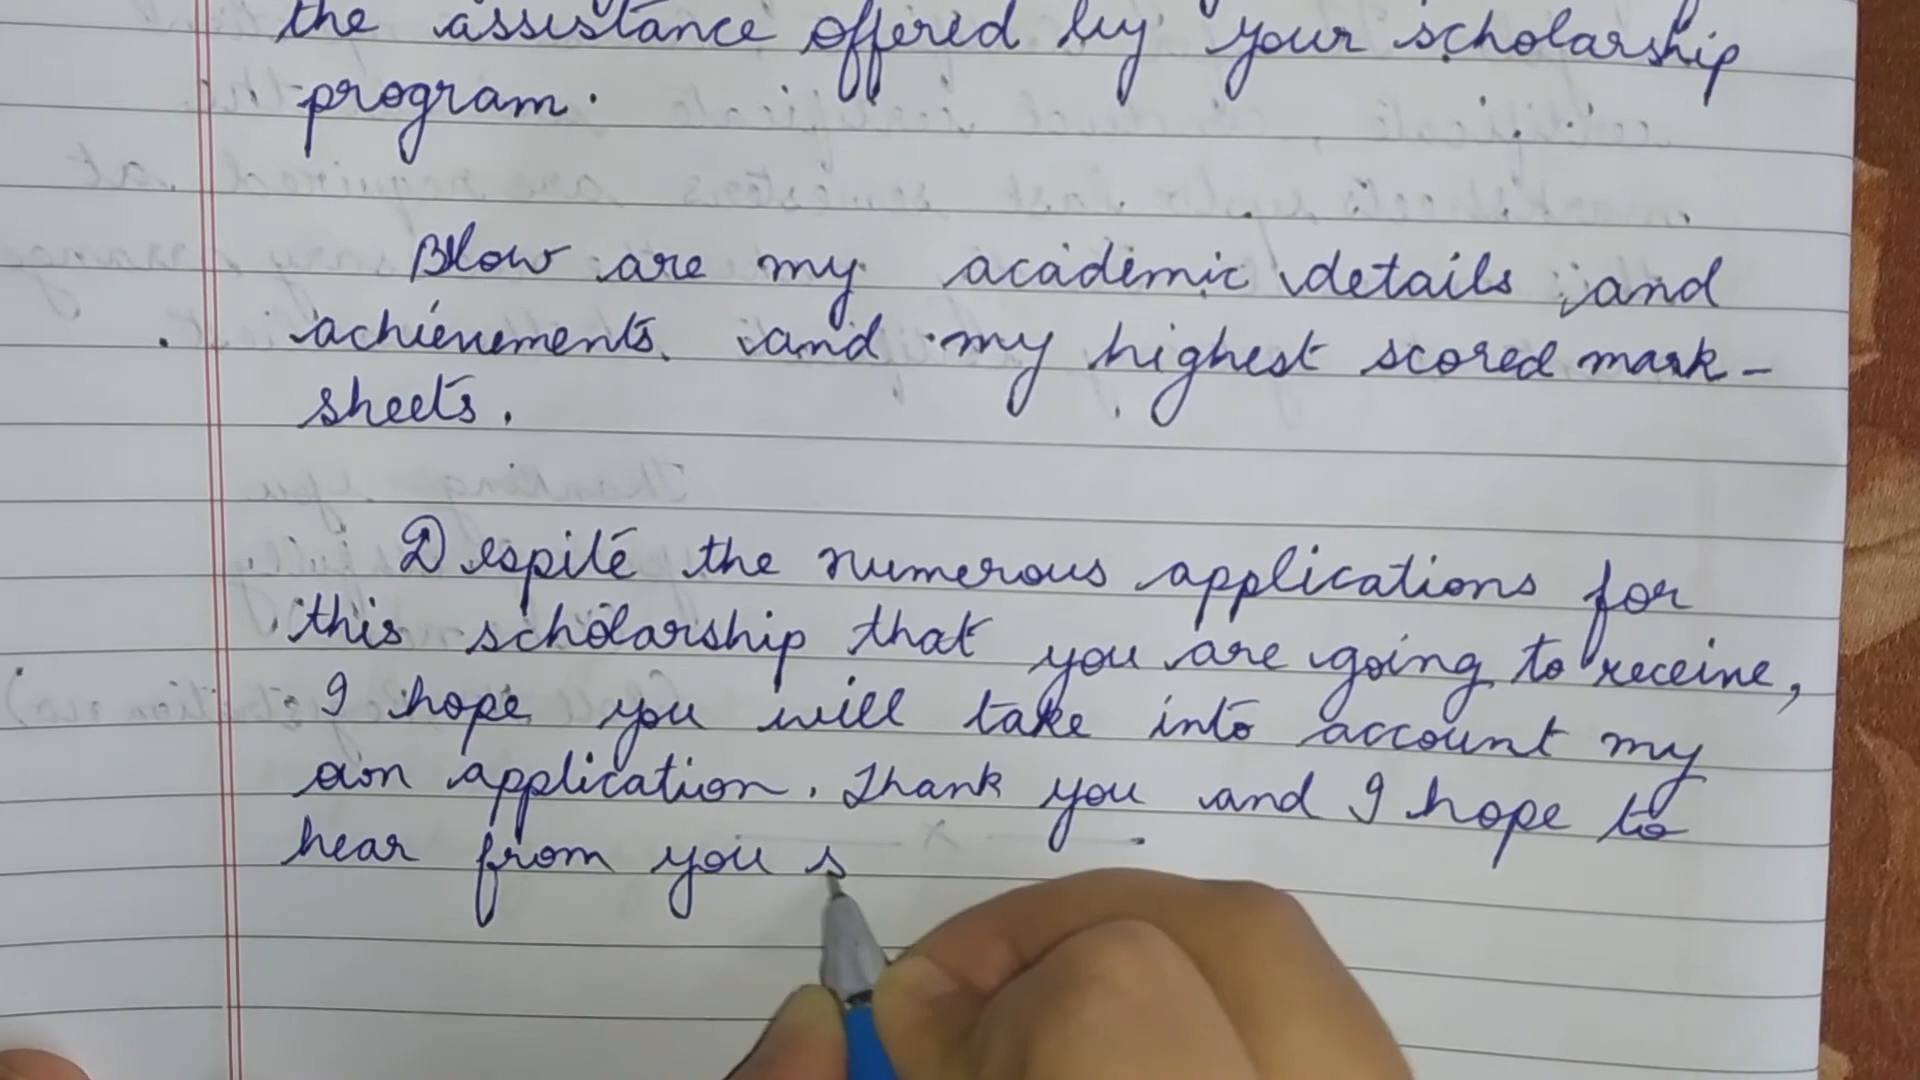 the assistance offered by your scholarship
program.
Blow are my academic details and
achievements. and my highest scored mark-
sheets.
Despite the numerous applications for
this scholarship that you are going to receive,
I hope you will take into account my
own application. Thank you and I hope to
hear from you s